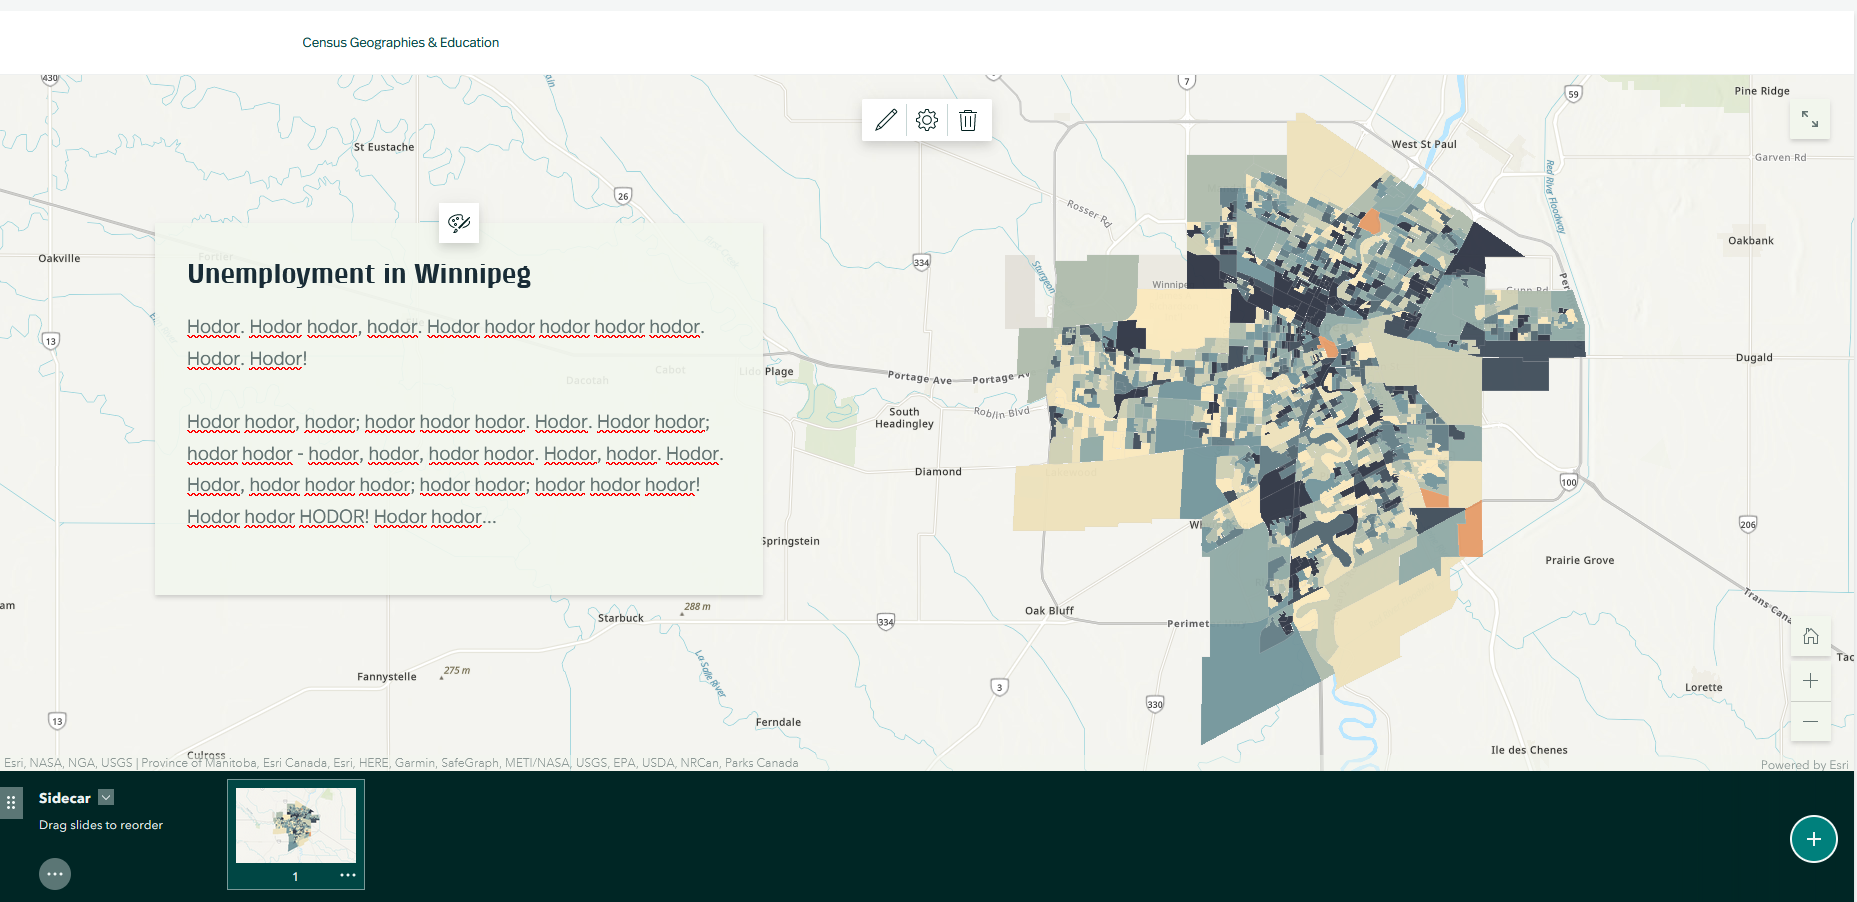 Census Geographies & Education
430
7
59
Pine Ridge
West St Paul
Garven Rd
St Eustache
26
Rosser Rd
Red River Floodway
Oakville
334
Sturgeon
Oakbank
Unemployment in Winnipeg
Winnipe
Gunn Rd
Per
Hodor. Hodor hodor, hodor. Hodor hodor hodor hodor hodor.
Hodor. Hodor!
13
Dacotah
Cabot
Lido Plage
Portage Ave
Portage Av
Dugald
South
Headingley
Roblin Blvd
Hodor hodor, hodor; hodor hodor hodor. Hodor. Hodor hodor;
hodor hodor - hodor, hodor, hodor hodor. Hodor, hodor. Hodor.
Hodor, hodor hodor hodor; hodor hodor; hodor hodor hodor!
Hodor hodor HODOR! Hodor hodor...
Diamond
100
206
Springstein
Wi
Prairie Grove
am
288 m
Starbuck
334
Oak Bluff
Perimet
Trans Cana
Tac
275 m
Fannystelle
La Salle River
3
330
Lorette
13
Ferndale
Ile des Chenes
Culross
Esri, NASA, NGA, USGS | Province of Manitoba, Esri Canada, Esri, HERE, Garmin, SafeGraph, METI/NASA, USGS, EPA, USDA, NRCan, Parks Canada
Powered by Esri
Sidecar
Drag slides to reorder
1